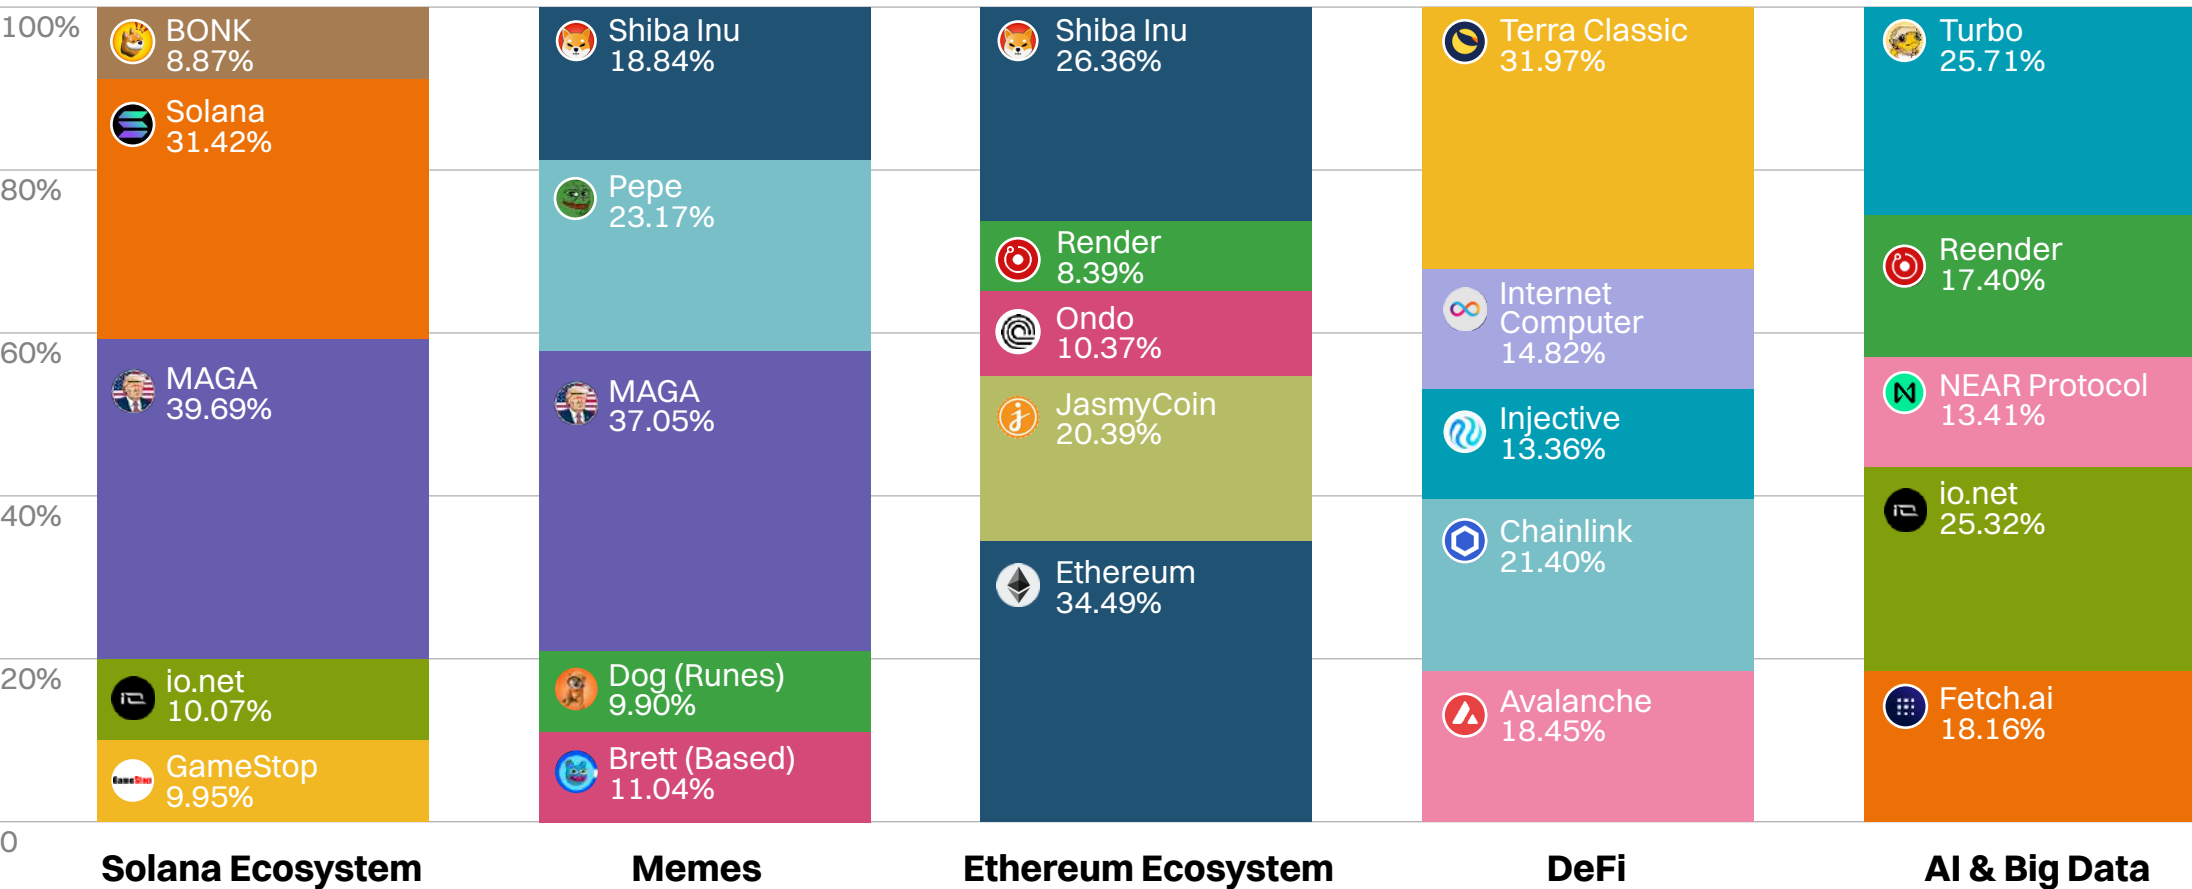 100%
80%
60%
40%
20%
0
BONK
8.87%
Solana
31.42%
MAGA
39.69%
io.net
10.07%
GameStop
GameStop
9.95%
Solana Ecosystem
Shiba Inu
18.84%
Pepe
23.17%
MAGA
37.05%
Dog (Runes)
9.90%
Brett (Based)
11.04%
Memes
Shiba Inu
26.36%
Render
8.39%
Ondo
10.37%
JasmyCoin
20.39%
Ethereum
34.49%
Ethereum Ecosystem
Terra Classic
31.97%
Internet
Computer
14.82%
Injective
13.36%
Chainlink
21.40%
Avalanche
18.45%
DeFi
Turbo
25.71%
Reender
17.40%
NEAR Protocol
13.41%
io.net
25.32%
Fetch.ai
18.16%
AI & Big Data